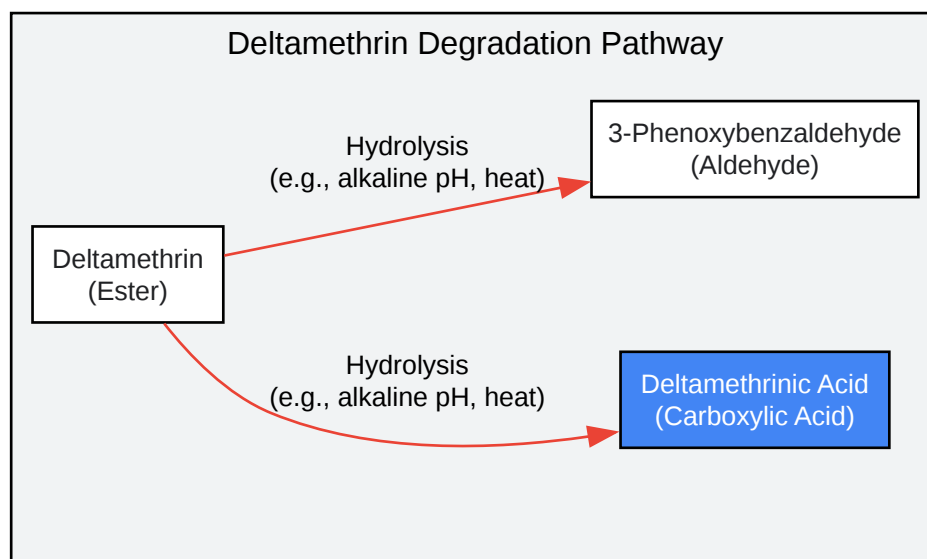 Deltamethrin Degradation Pathway
Hydrolysis
(e.g., alkaline pH, heat)
3-Phenoxybenzaldehyde
(Aldehyde)
Deltamethrin
(Ester)
Hydrolysis
(e.g., alkaline pH, heat)
Deltamethrinic Acid
(Carboxylic Acid)